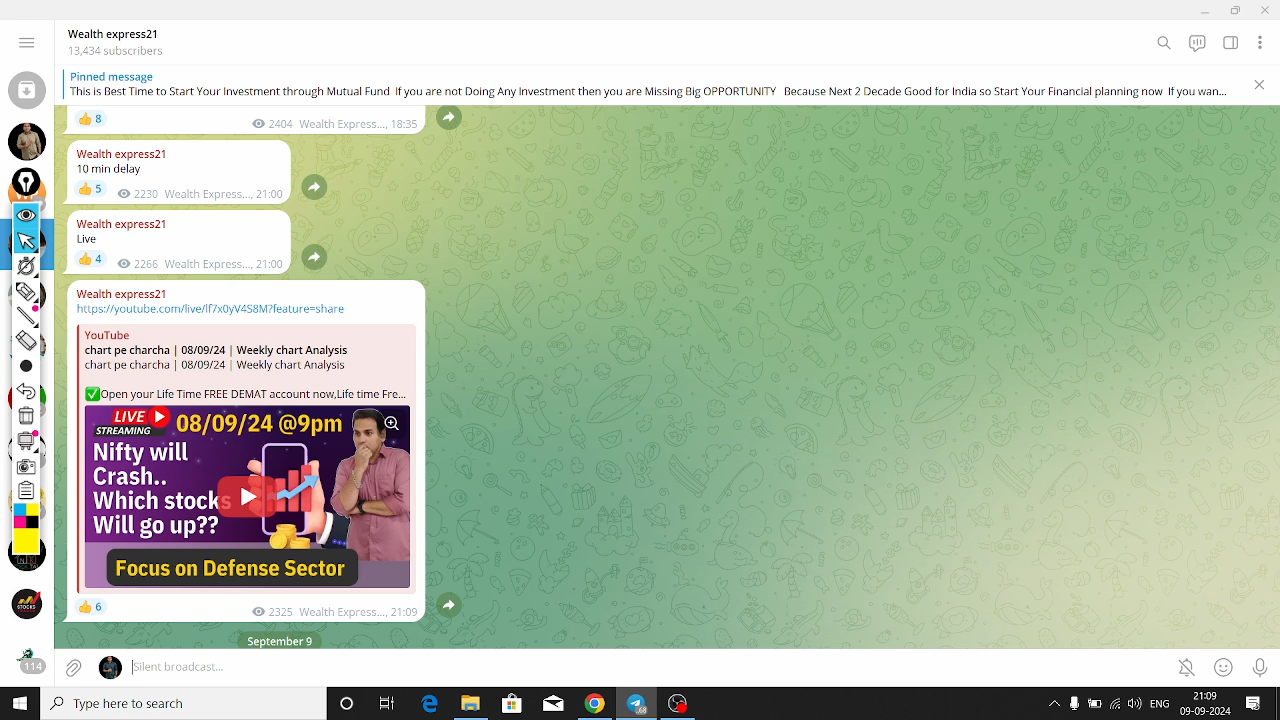 Wealth express21
13,434 subscribers
Pinned message
This is Best Time to Start Your Investment through Mutual Fund If you are not Doing Any Investment then you are Missing Big OPPORTUNITY Because Next 2 Decade Good for India so Start Your Financial planning now If you wan...
👍 8 2404 Wealth Express..., 18:35
Wealth express21
10 min delay
👍 5 2230 Wealth Express..., 21:00
Wealth express21
Live
👍 4 2266 Wealth Express..., 21:00
Wealth express21
https://youtube.com/live/lf7x0yV4S8M?feature=share
YouTube
chart pe charcha | 08/09/24 | Weekly chart Analysis
chart pe charcha | 08/09/24 | Weekly chart Analysis
✅Open your Life Time FREE DEMAT account now,Life time Fre...
LIVE
STREAMING
08/09/24 @9pm
Nifty will
Crash..
Which stocks
Will go up??
Focus on Defense Sector
👍 6 2325 Wealth Express..., 21:09
September 9
STOCKS
114
Silent broadcast...
Type here to search
68
ENG
21:09
09-09-2024